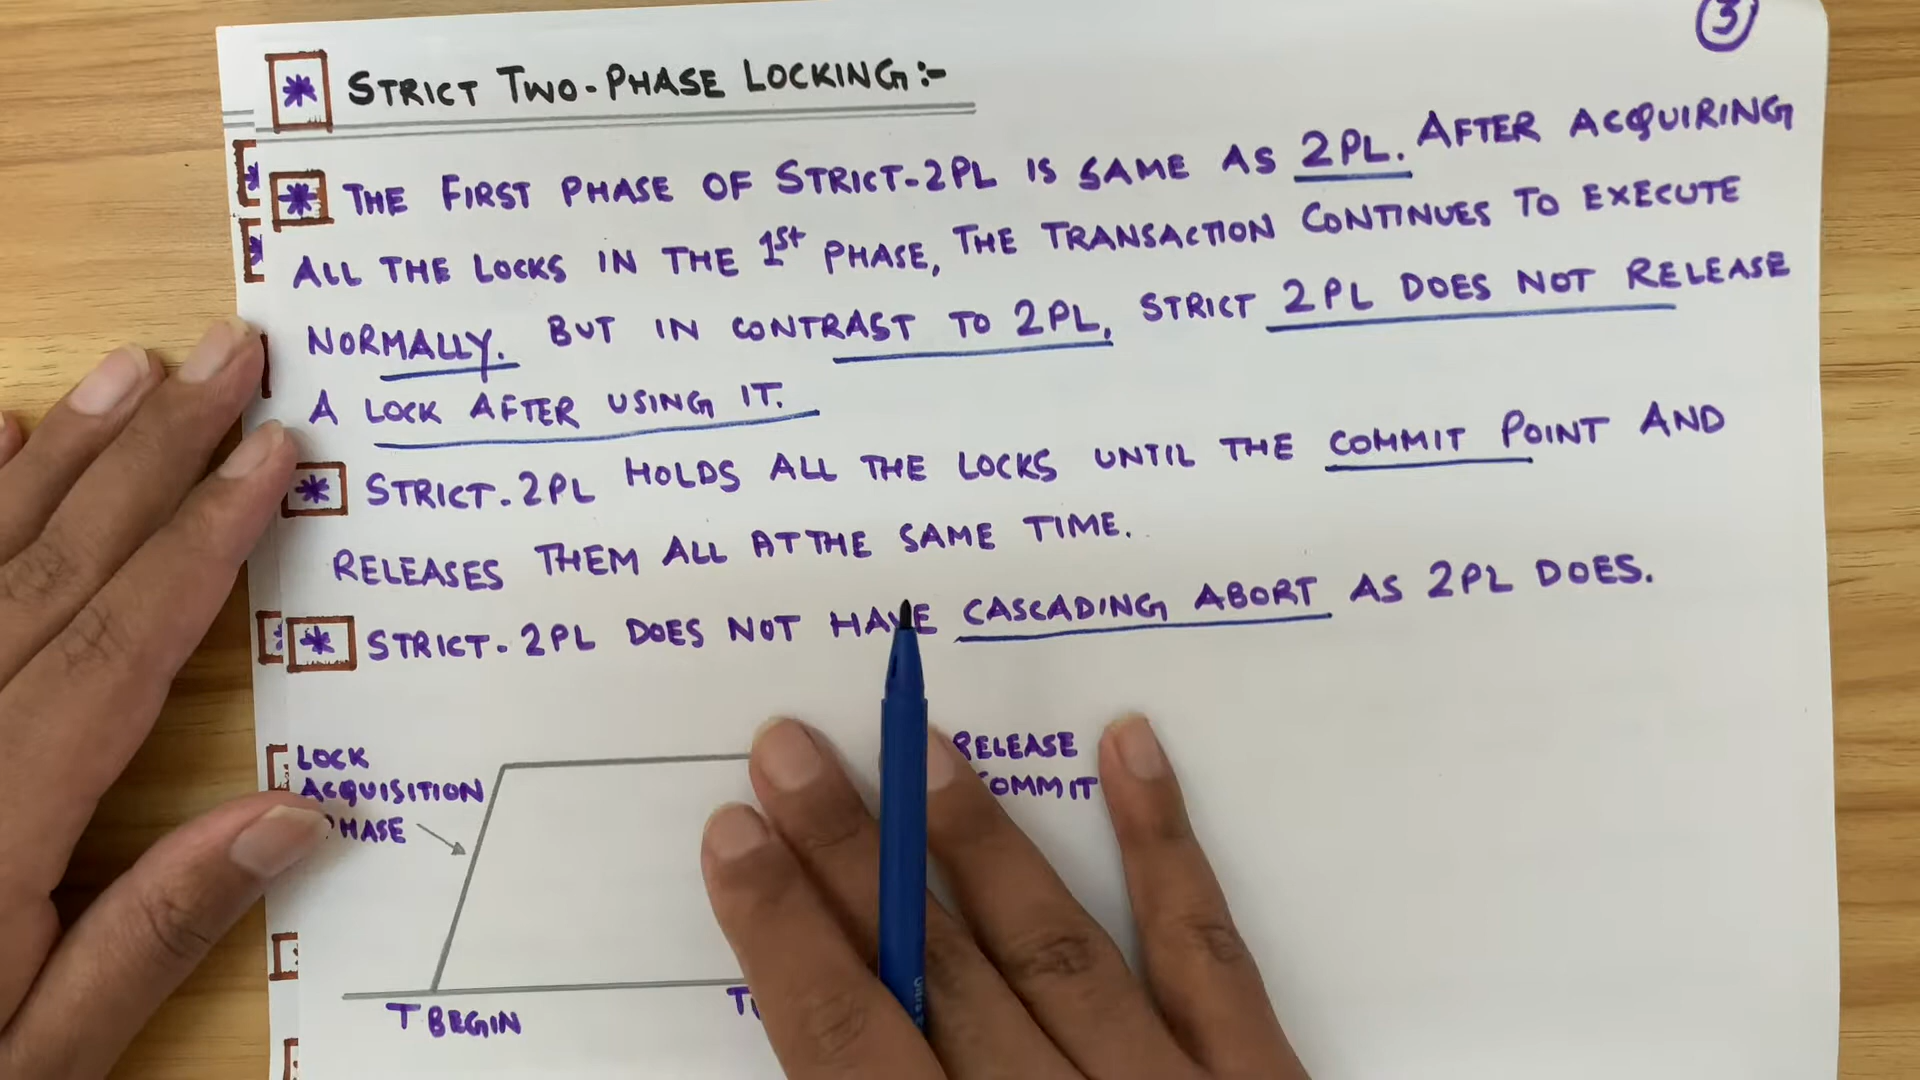 3
* STRICT TWO-PHASE LOCKING:-
* THE FIRST PHASE OF STRICT-2PL IS SAME AS 2PL. AFTER ACQUIRING
ALL THE LOCKS IN THE 1st PHASE, THE TRANSACTION CONTINUES TO EXECUTE
NORMALLY. BUT IN CONTRAST TO 2PL, STRICT 2PL DOES NOT RELEASE
A LOCK AFTER USING IT.
* STRICT-2PL HOLDS ALL THE LOCKS UNTIL THE COMMIT POINT AND
RELEASES THEM ALL AT THE SAME TIME.
* STRICT-2PL DOES NOT HAVE CASCADING ABORT AS 2PL DOES.
LOCK
ACQUISITION
PHASE
RELEASE
COMMIT
T BEGIN